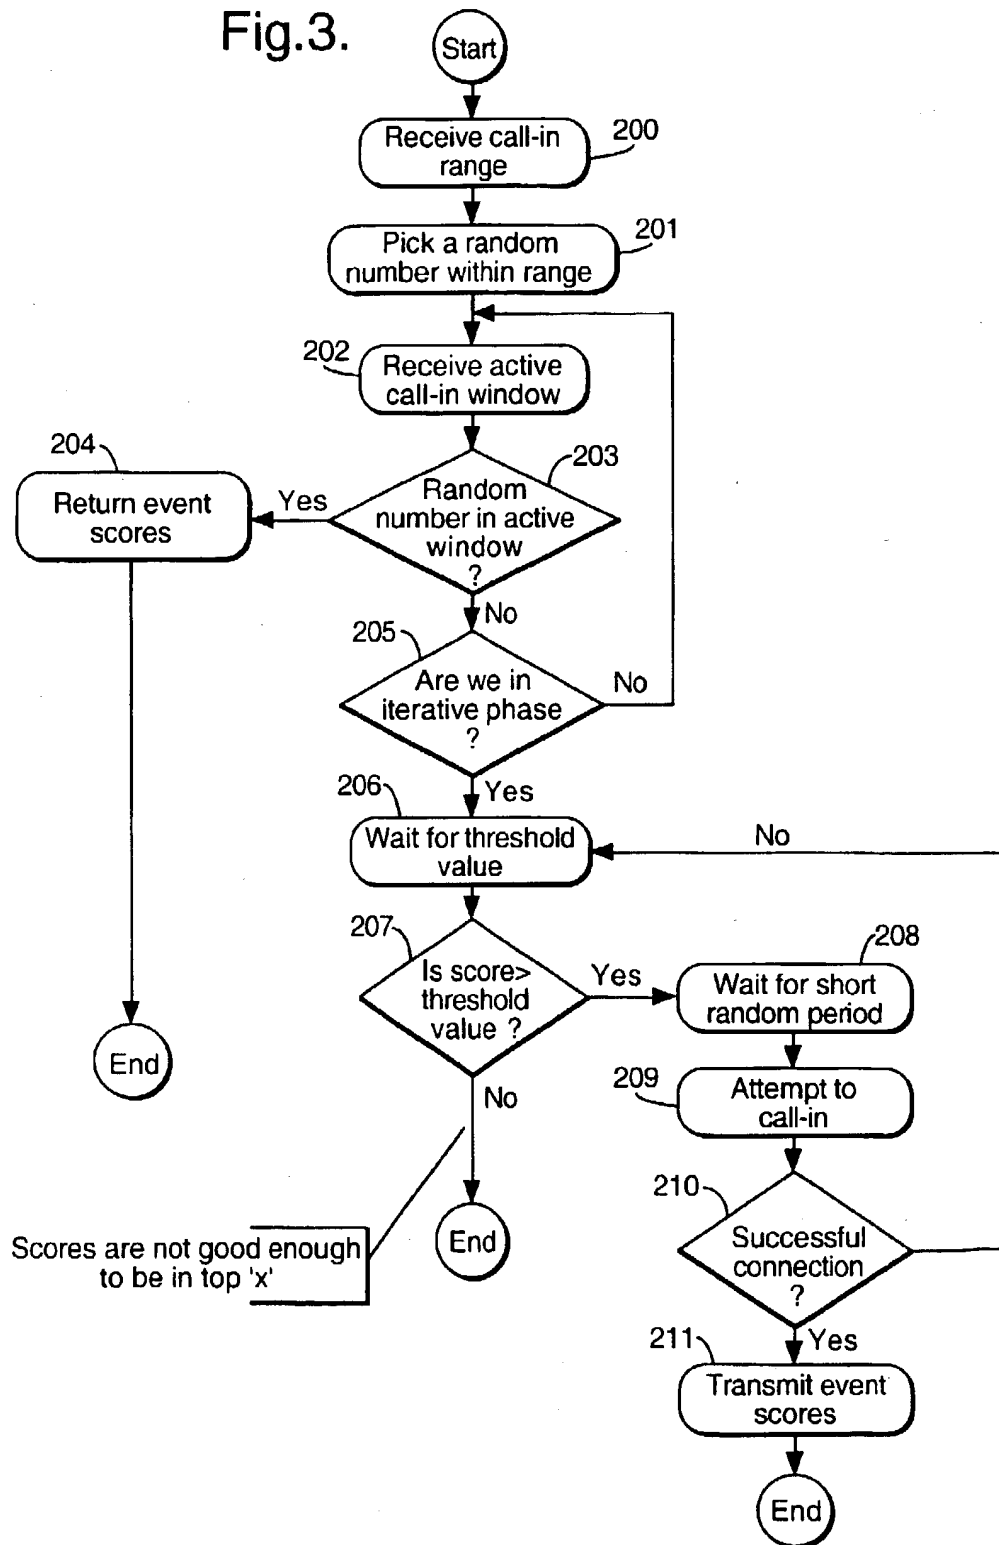 Fig.3.
Start
Receive call-in
range
200
Pick a random
number within range
201
202
Receive active
call-in window
203
Random
number in active
window
?
Yes
204
Return event
scores
End
No
205
Are we in
iterative phase
?
No
Yes
206
Wait for threshold
value
No
207
Is score>
threshold
value ?
Yes
208
Wait for short
random period
No
End
Scores are not good enough
to be in top 'x'
209
Attempt to
call-in
210
Successful
connection
?
Yes
211
Transmit event
scores
End